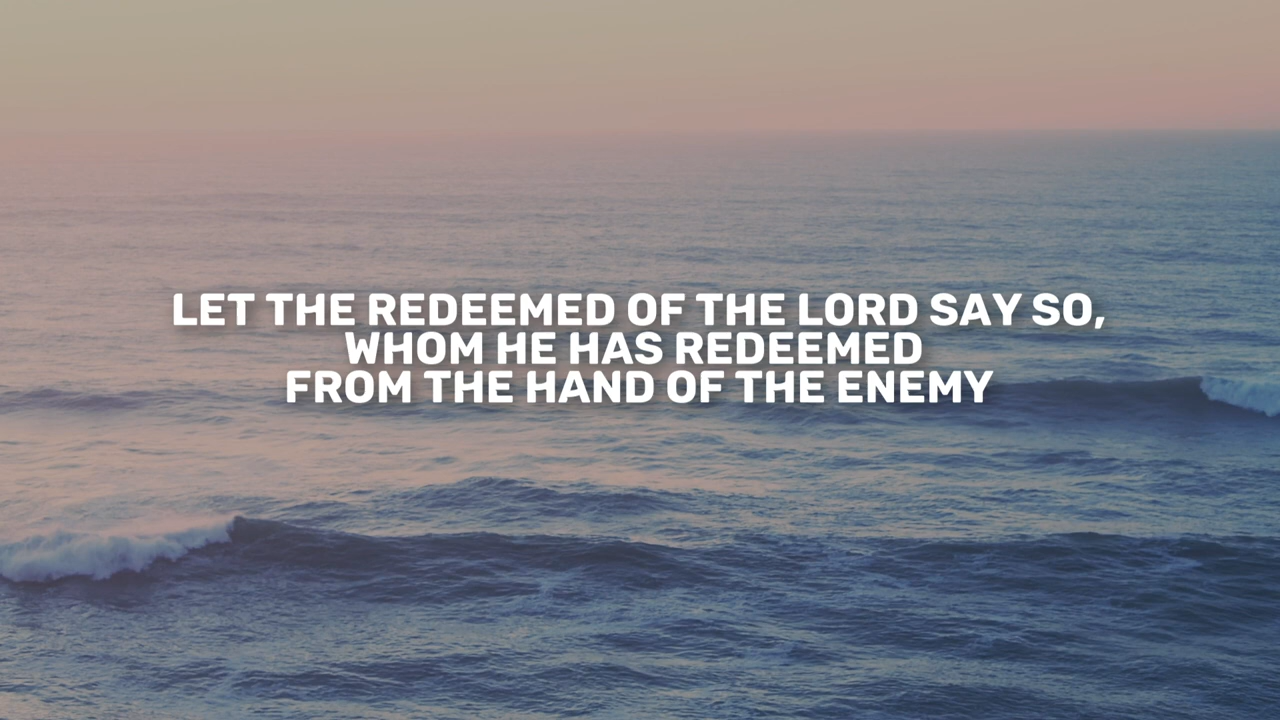 LET THE REDEEMED OF THE LORD SAY SO,
WHOM HE HAS REDEEMED
FROM THE HAND OF THE ENEMY